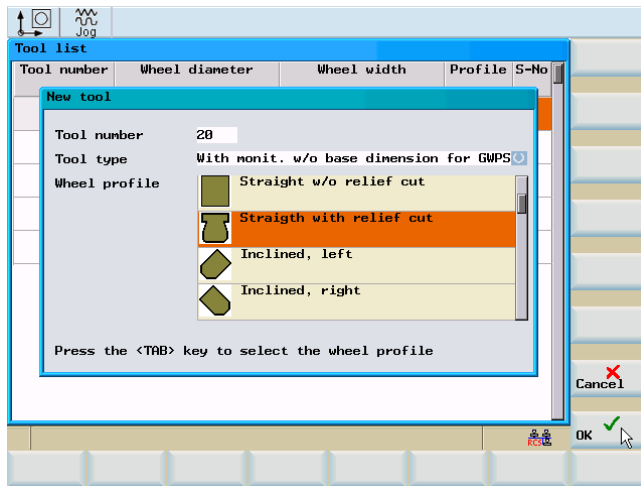 Jog
Tool list
Tool number Wheel diameter Wheel width Profile S-No
New tool
Tool number 20
Tool type With monit. w/o base dimension for GWPS
Wheel profile Straight w/o relief cut
Straigth with relief cut
Inclined, left
Inclined, right
Press the <TAB> key to select the wheel profile
Cancel
RCS
OK